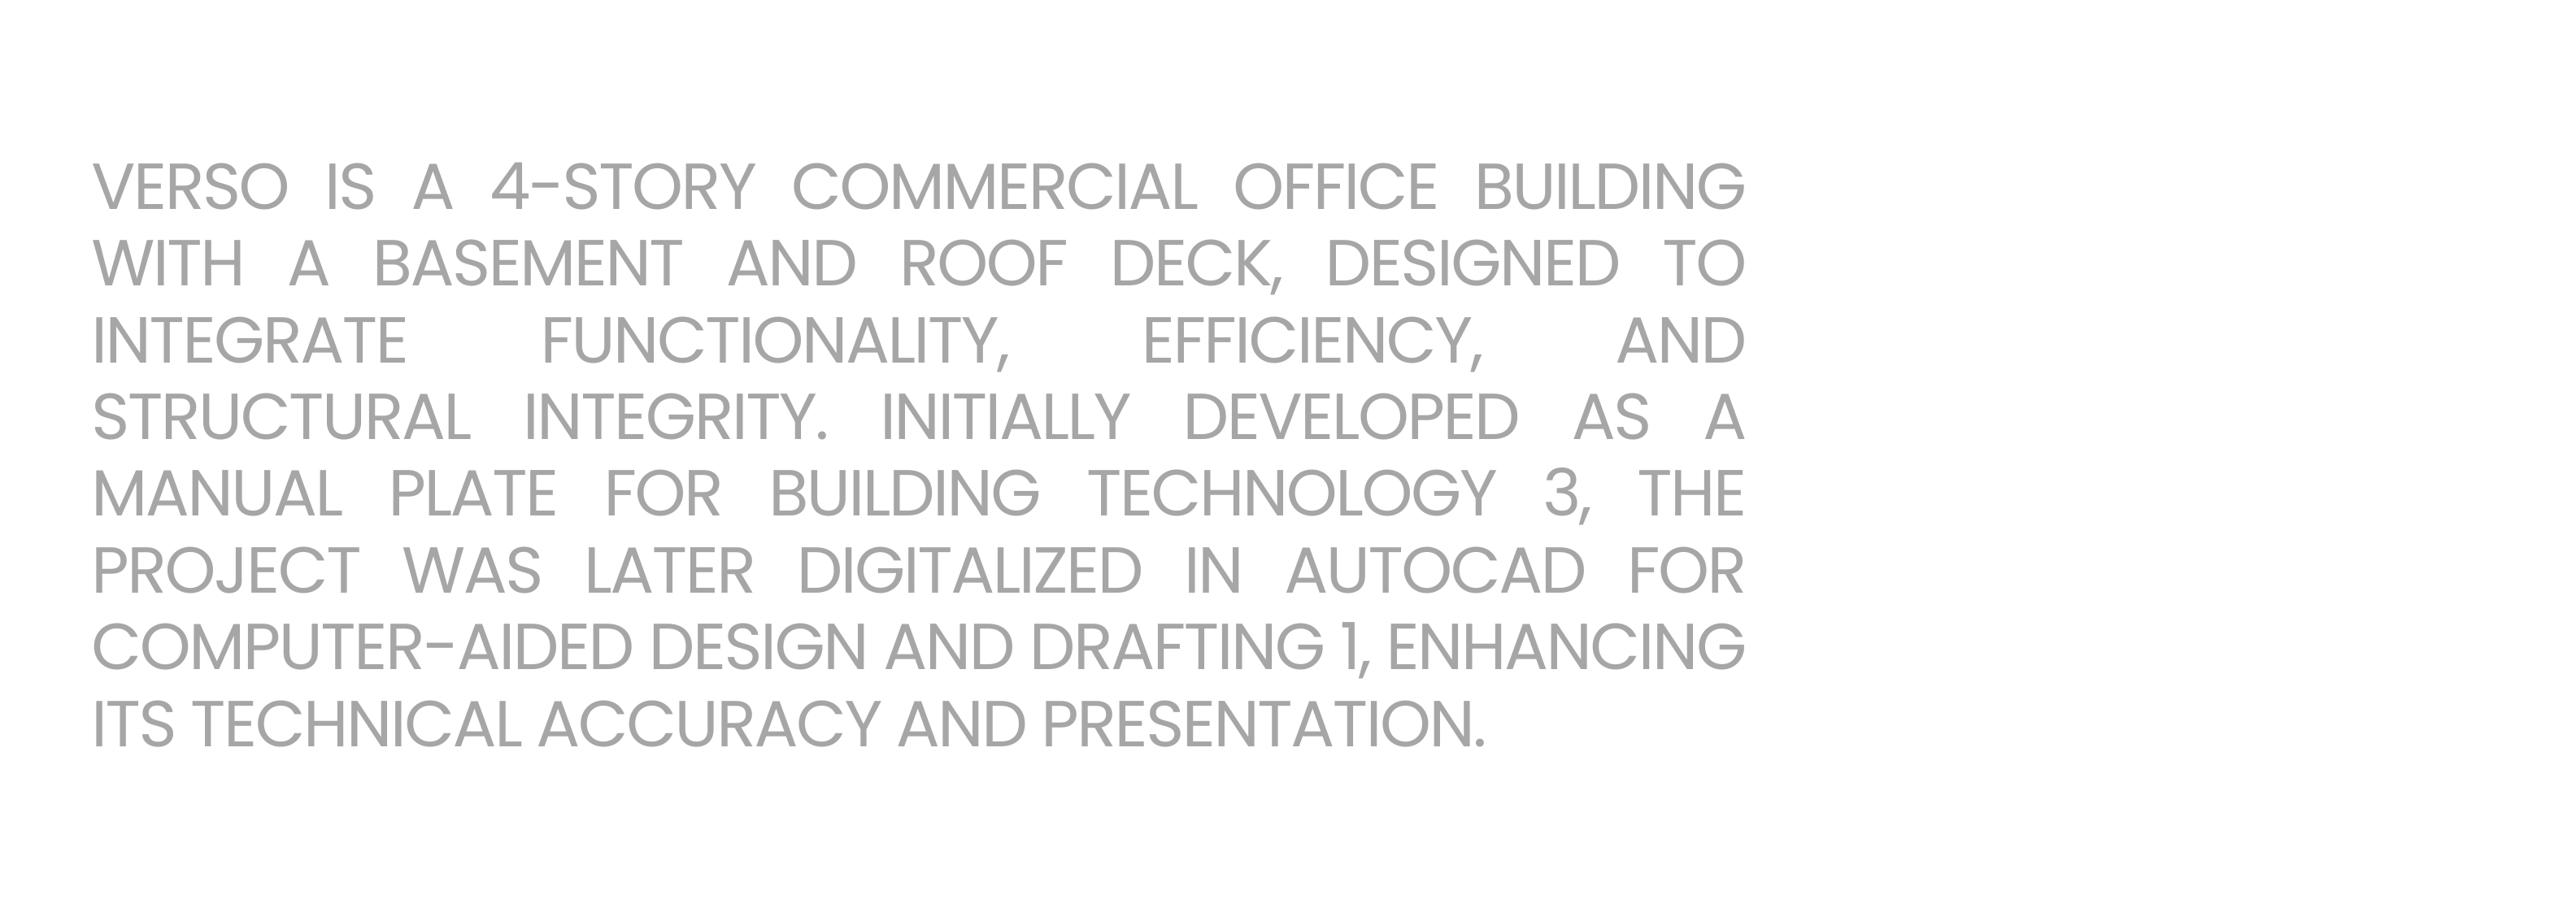 VERSO IS A 4-STORY COMMERCIAL OFFICE BUILDING
WITH A BASEMENT AND ROOF DECK, DESIGNED TO
INTEGRATE FUNCTIONALITY, EFFICIENCY, AND
STRUCTURAL INTEGRITY. INITIALLY DEVELOPED AS A
MANUAL PLATE FOR BUILDING TECHNOLOGY 3, THE
PROJECT WAS LATER DIGITALIZED IN AUTOCAD FOR
COMPUTER-AIDED DESIGN AND DRAFTING 1, ENHANCING
ITS TECHNICAL ACCURACY AND PRESENTATION.